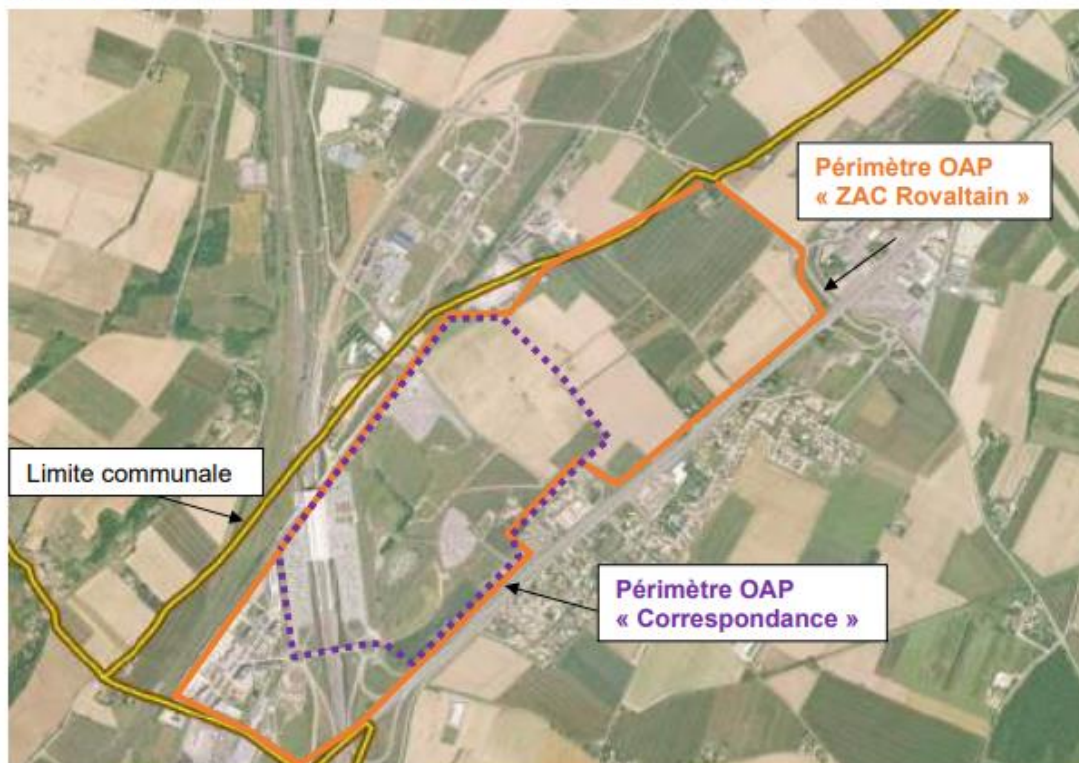 Périmètre OAP
« ZAC Rovaltain »
Limite communale
Périmètre OAP
« Correspondance »